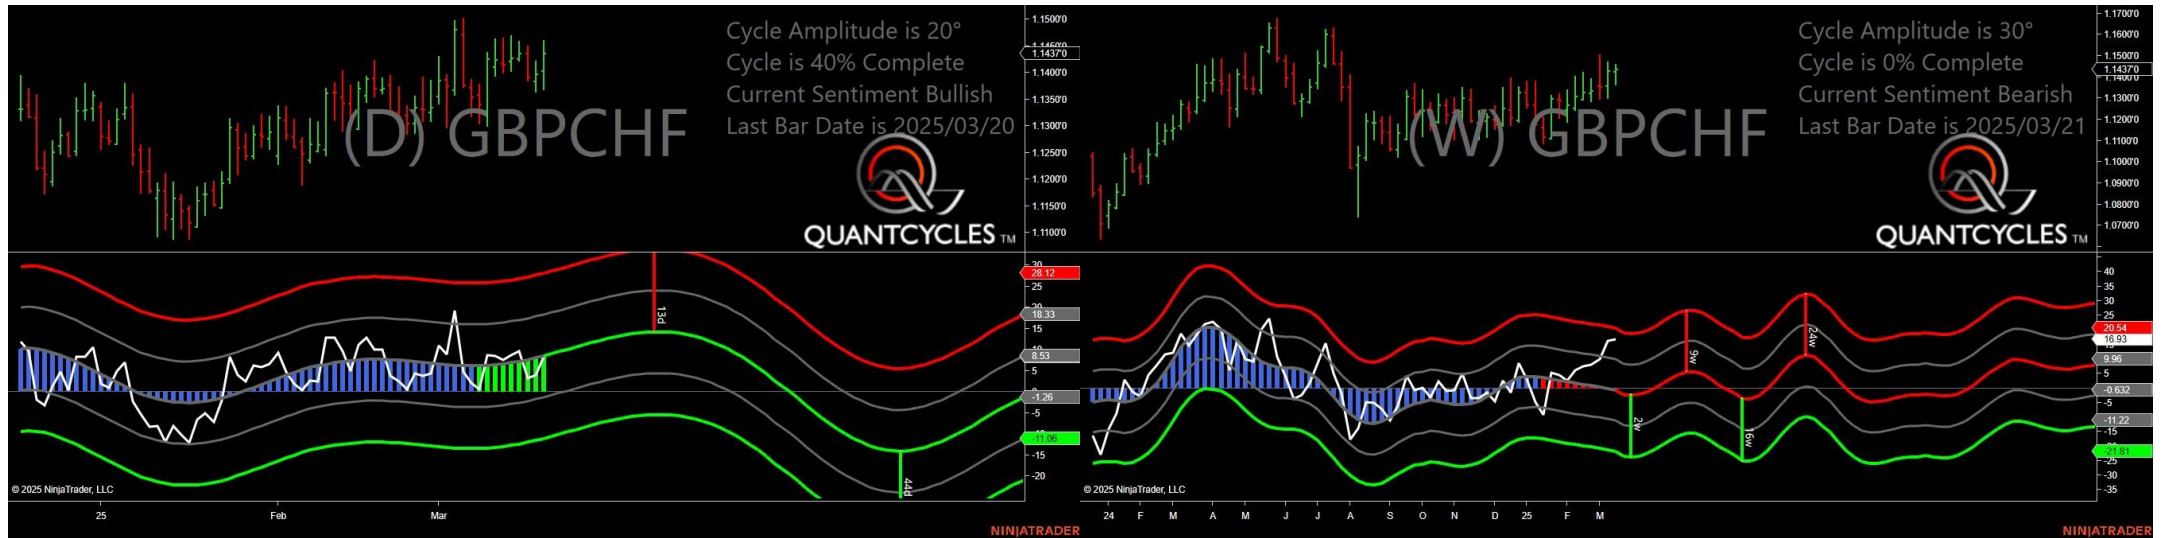 Cycle Amplitude is 20°
Cycle is 40% Complete
Current Sentiment Bullish
Last Bar Date is 2025/03/20
(D) GBPCHF
QUANTCYCLES TM
1.1500'0
1.1437'0
1.1400'0
1.1350'0
1.1300'0
1.1250'0
1.1200'0
1.1150'0
1.1100'0
30
28.12
25
18.33
15
8.53
5
-1.26
-5
-11.06
-15
-20
13d
44d
© 2025 NinjaTrader, LLC
25
Feb
Mar
NINJATRADER
Cycle Amplitude is 30°
Cycle is 0% Complete
Current Sentiment Bearish
Last Bar Date is 2025/03/21
(W) GBPCHF
QUANTCYCLES TM
1.1700'0
1.1600'0
1.1500'0
1.1437'0
1.1300'0
1.1200'0
1.1100'0
1.1000'0
1.0900'0
1.0800'0
1.0700'0
40
35
30
25
20.54
16.93
9.96
5
-0.632
-5
-11.22
-15
-21.81
-25
-30
-35
9w
24w
2w
16w
© 2025 NinjaTrader, LLC
24 F M A M J J A S O N D 25 F M
NINJATRADER